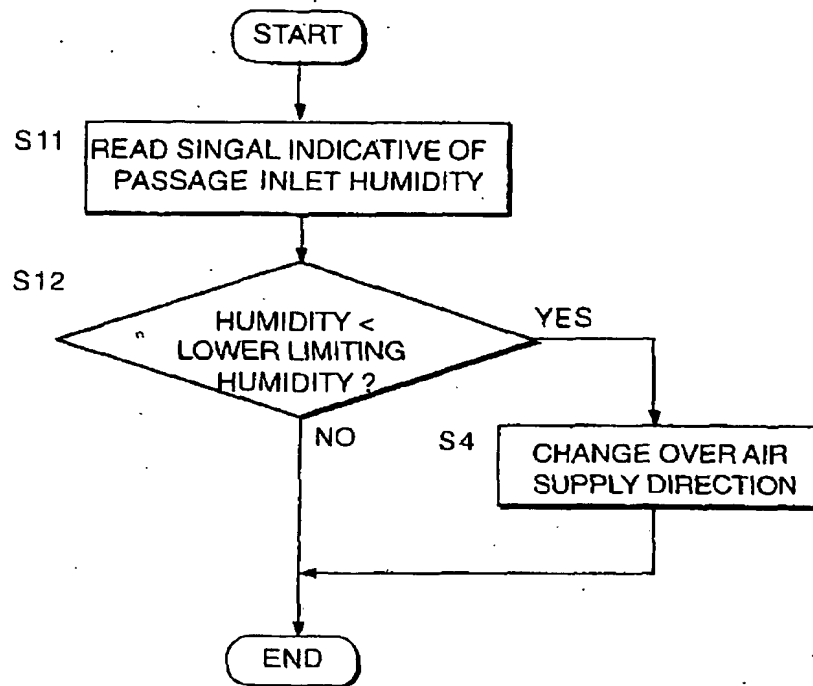 START
S11
READ SINGAL INDICATIVE OF
PASSAGE INLET HUMIDITY
S12
HUMIDITY <
LOWER LIMITING
HUMIDITY ?
YES
NO
S4
CHANGE OVER AIR
SUPPLY DIRECTION
END